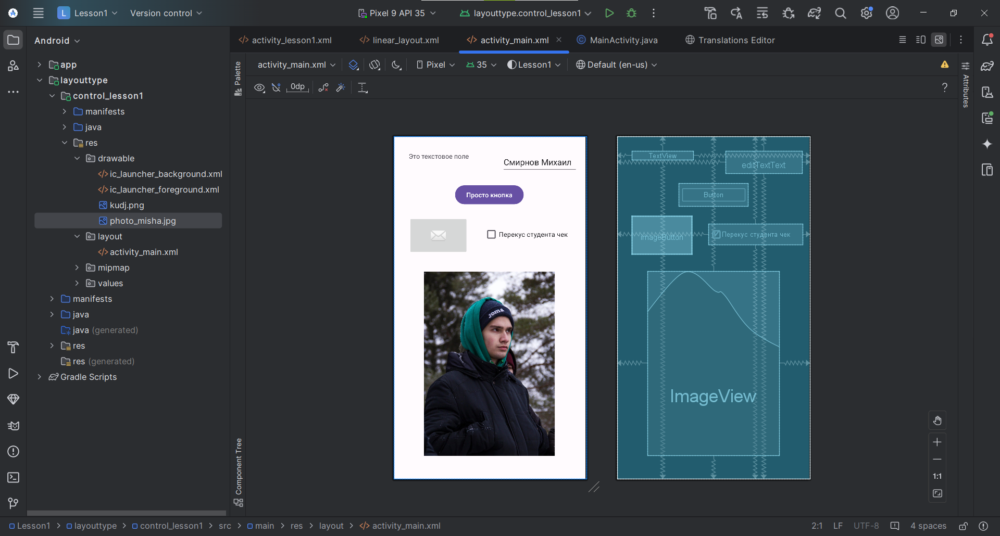 L Lesson1 Version control Pixel 9 API 35 layouttype.control_lesson1
Android
activity_lesson1.xml linear_layout.xml activity_main.xml MainActivity.java Translations Editor
activity_main.xml Pixel 35 Lesson1 Default (en-us)
0dp ?
Palette
Attributes
Component Tree
app
layouttype
control_lesson1
manifests
java
res
drawable
ic_launcher_background.xml
ic_launcher_foreground.xml
kudj.png
photo_misha.jpg
layout
activity_main.xml
mipmap
values
manifests
java
java (generated)
res
res (generated)
Gradle Scripts
Это текстовое поле
Смирнов Михаил
Просто кнопка
Перекус студента чек
joma
TextView
editTextText
Button
ImageButton
Перекус студента чек
ImageView
1:1
Lesson1 > layouttype > control_lesson1 > src > main > res > layout > activity_main.xml
2:1 LF UTF-8 4 spaces